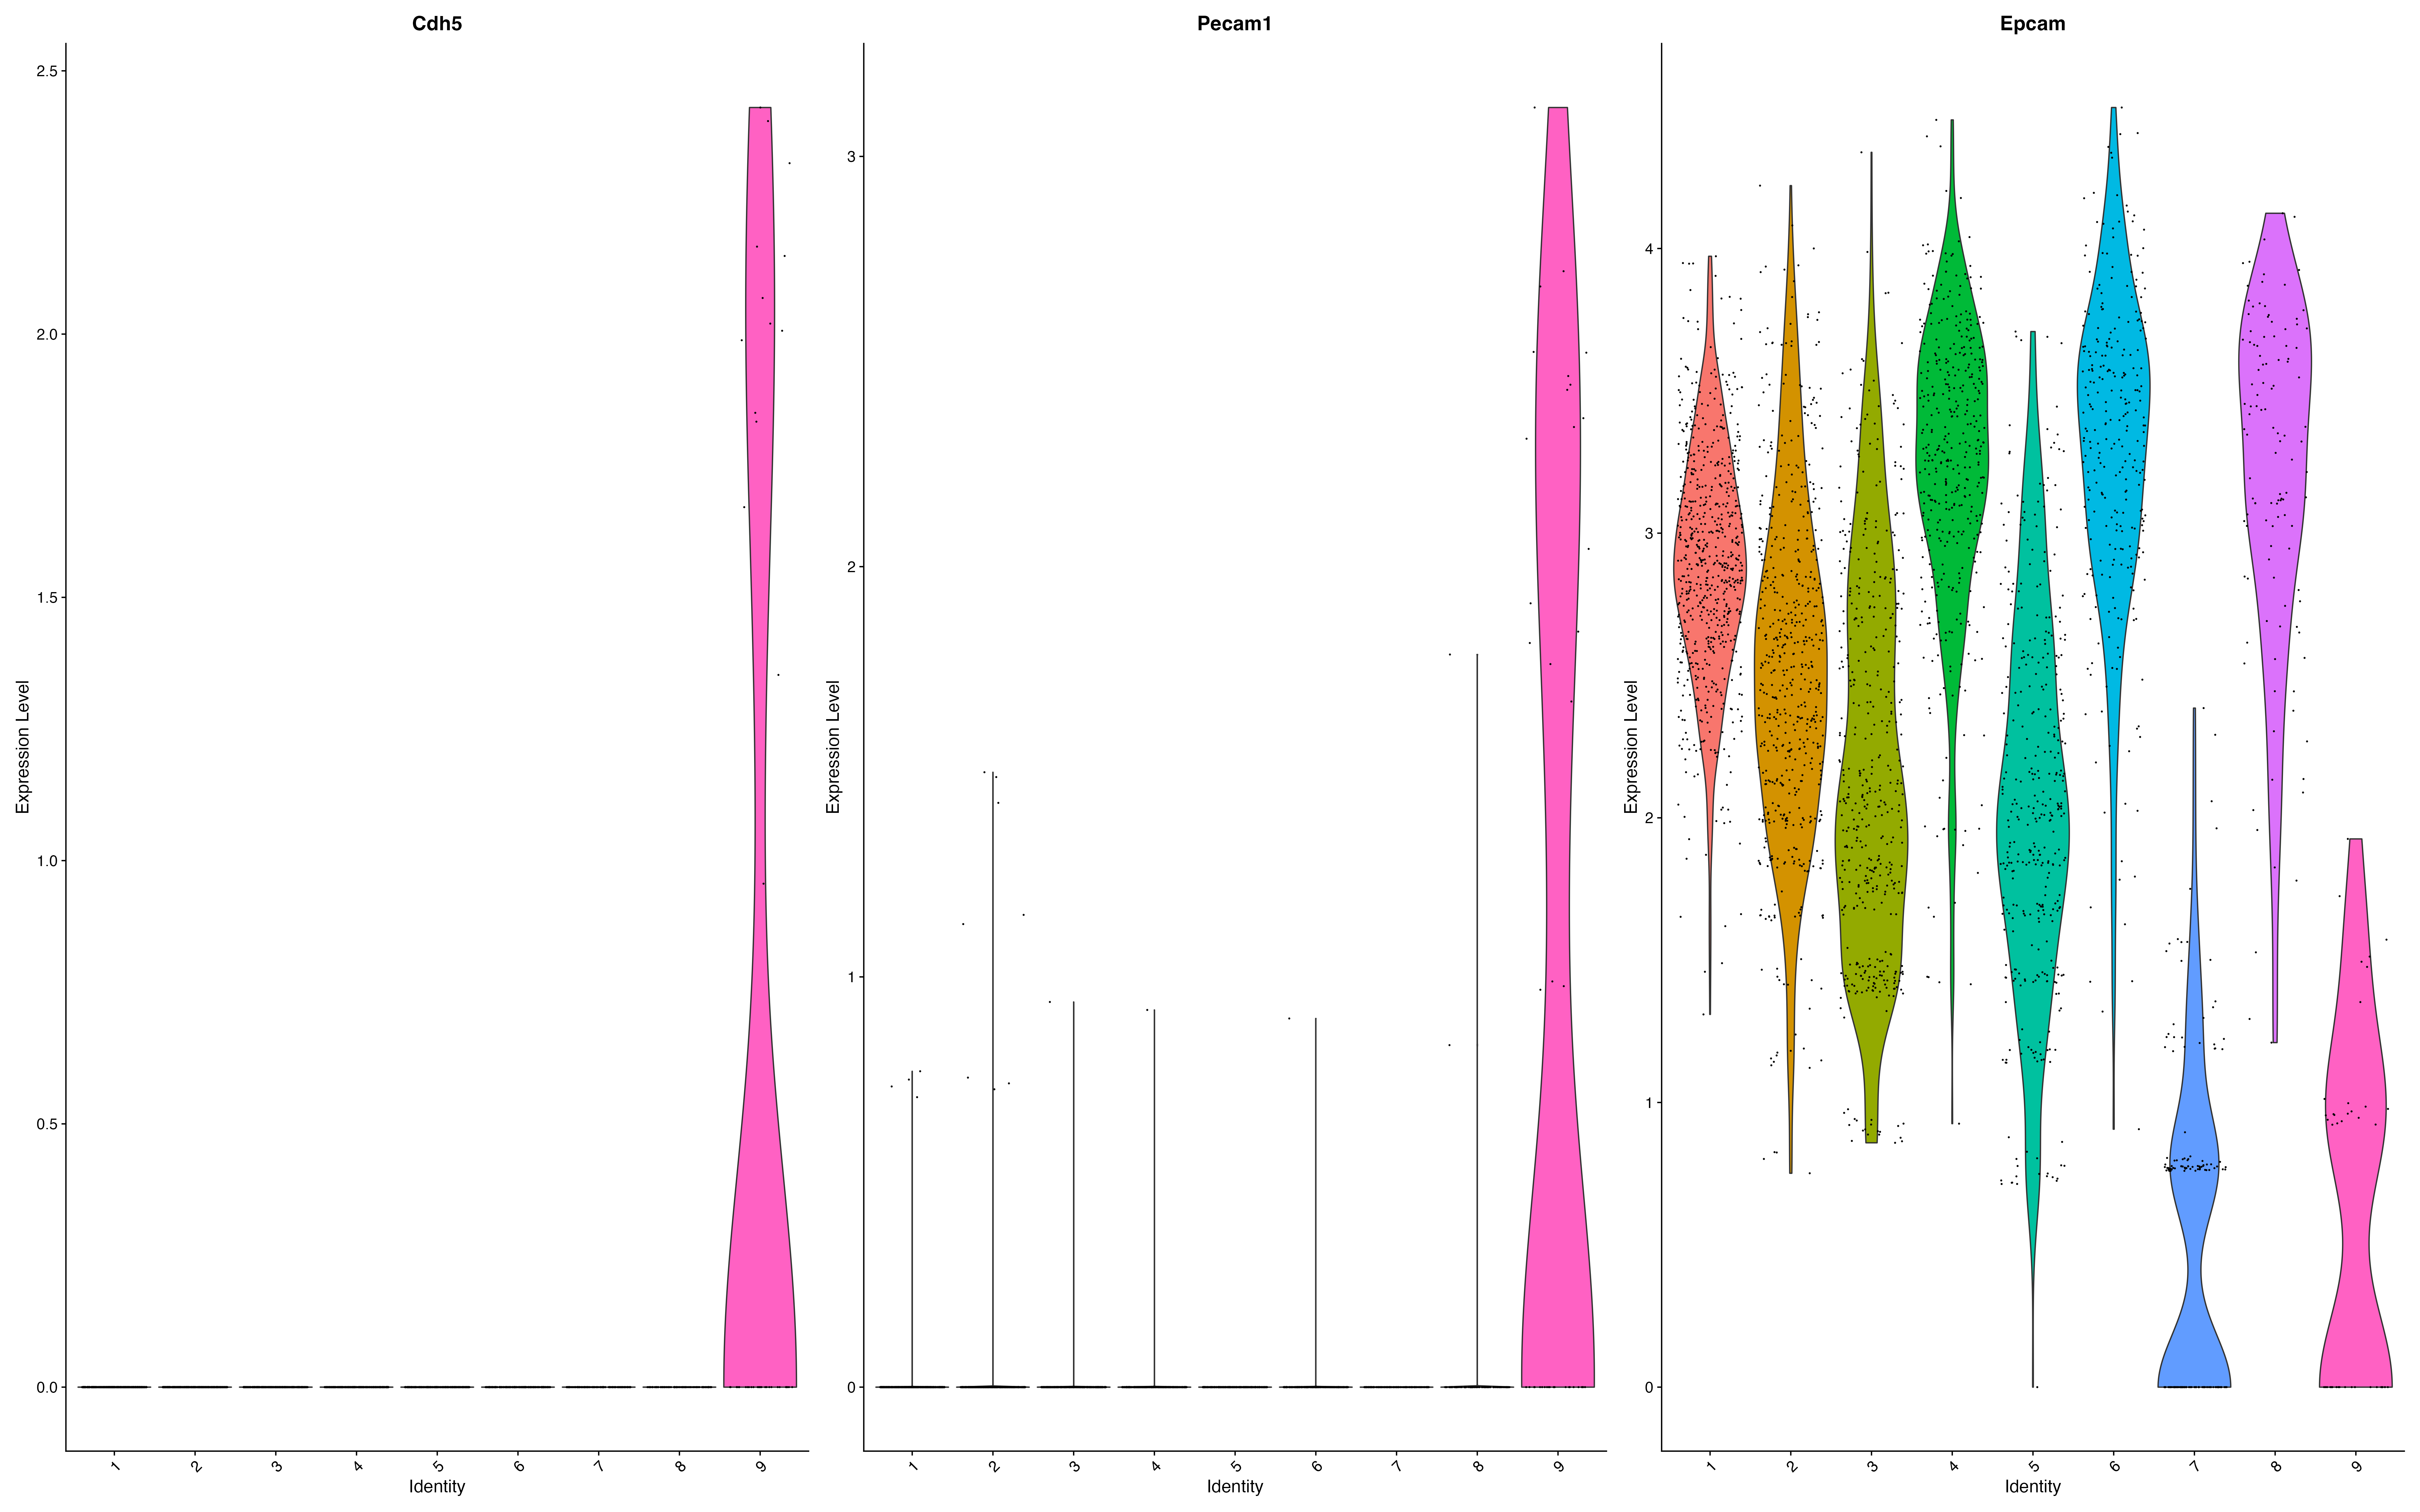 Cdh5
Expression Level
2.5
2.0
1.5
1.0
0.5
0.0
1 2 3 4 5 6 7 8 9
Identity
Pecam1
Expression Level
3
2
1
0
1 2 3 4 5 6 7 8 9
Identity
Epcam
Expression Level
4
3
2
1
0
1 2 3 4 5 6 7 8 9
Identity